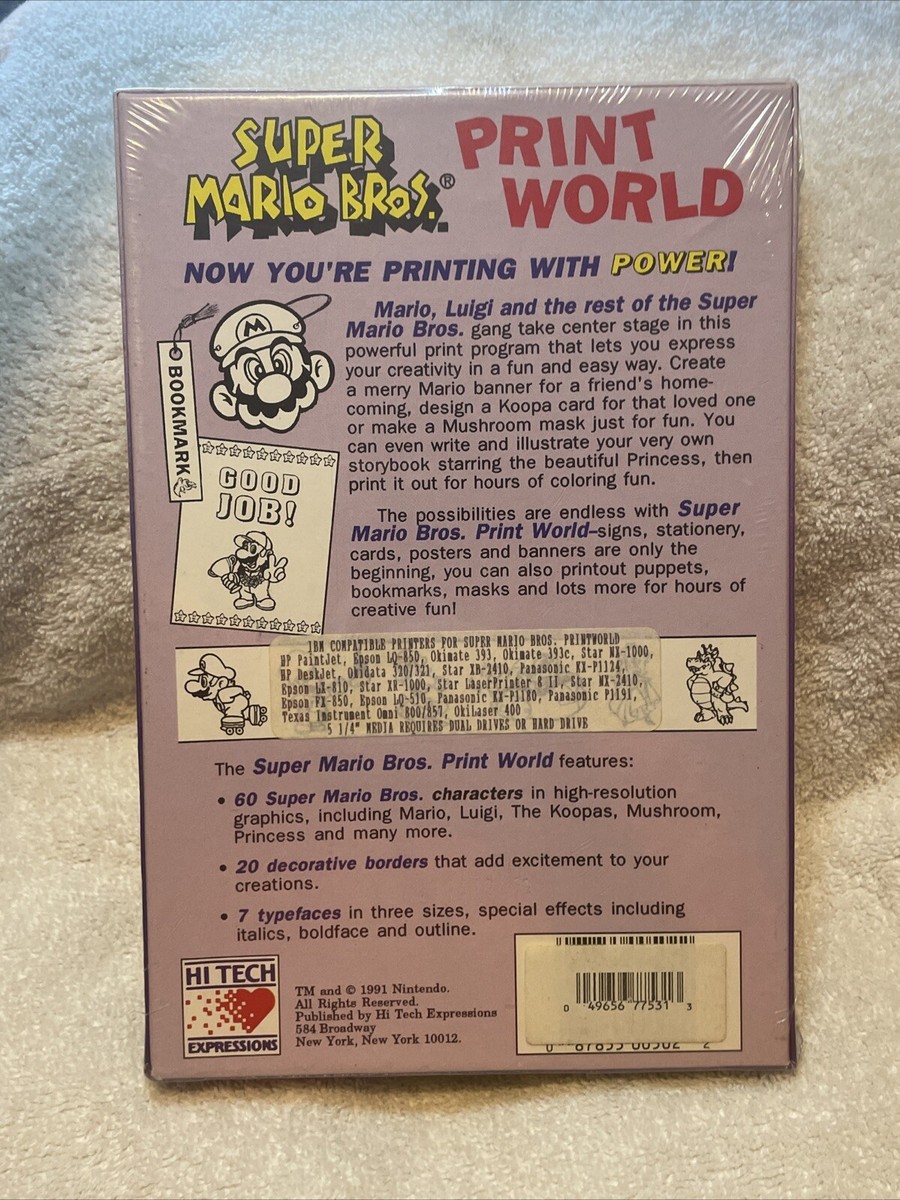 SUPER
MARIO BROS.®
PRINT
WORLD
NOW YOU'RE PRINTING WITH POWER!
M
BOOKMARK
GOOD
JOB!
Mario, Luigi and the rest of the Super
Mario Bros. gang take center stage in this
powerful print program that lets you express
your creativity in a fun and easy way. Create
a merry Mario banner for a friend's home-
coming, design a Koopa card for that loved one
or make a Mushroom mask just for fun. You
can even write and illustrate your very own
storybook starring the beautiful Princess, then
print it out for hours of coloring fun.
The possibilities are endless with Super
Mario Bros. Print World–signs, stationery,
cards, posters and banners are only the
beginning, you can also printout puppets,
bookmarks, masks and lots more for hours of
creative fun!
IBM COMPATIBLE PRINTERS FOR SUPER MARIO BROS. PRINTWORLD
HP PaintJet, Epson LQ-850, Okimate 393, Okimate 393c, Star NX-1000,
HP DeskJet, Okidata 320/321, Star XB-2410, Panasonic KX-P1124,
Epson LX-810, Star XR-1000, Star LaserPrinter 8 II, Star NX-2410,
Epson FX-850, Epson LQ-510, Panasonic KX-P1180, Panasonic P1191,
Texas Instrument Omni 800/857, OkiLaser 400
5 1/4" MEDIA REQUIRES DUAL DRIVES OR HARD DRIVE
The Super Mario Bros. Print World features:
• 60 Super Mario Bros. characters in high-resolution
graphics, including Mario, Luigi, The Koopas, Mushroom,
Princess and many more.
• 20 decorative borders that add excitement to your
creations.
• 7 typefaces in three sizes, special effects including
italics, boldface and outline.
HI TECH
EXPRESSIONS
TM and © 1991 Nintendo.
All Rights Reserved.
Published by Hi Tech Expressions
584 Broadway
New York, New York 10012.
0 49656 77531 3